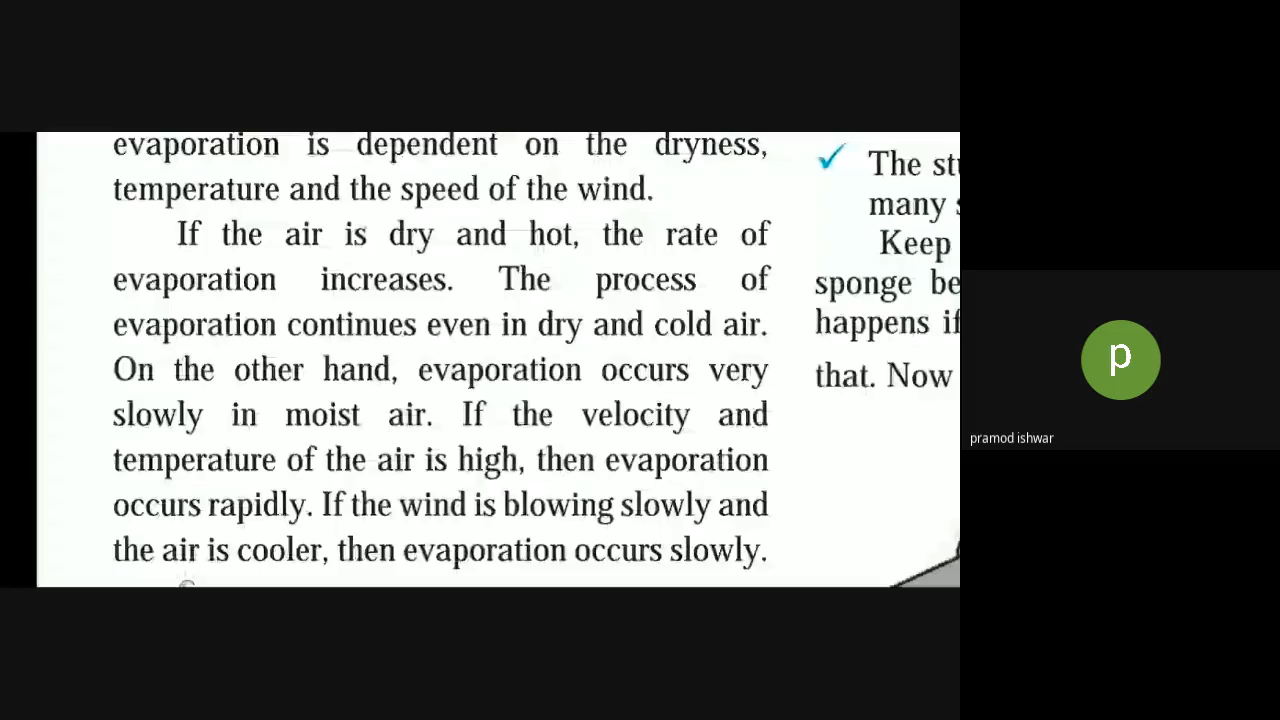 evaporation is dependent on the dryness,
temperature and the speed of the wind.
If the air is dry and hot, the rate of
evaporation increases. The process of
evaporation continues even in dry and cold air.
On the other hand, evaporation occurs very
slowly in moist air. If the velocity and
temperature of the air is high, then evaporation
occurs rapidly. If the wind is blowing slowly and
the air is cooler, then evaporation occurs slowly.
✓ The
many
Keep
sponge
happens
that. Now
p
pramod ishwar